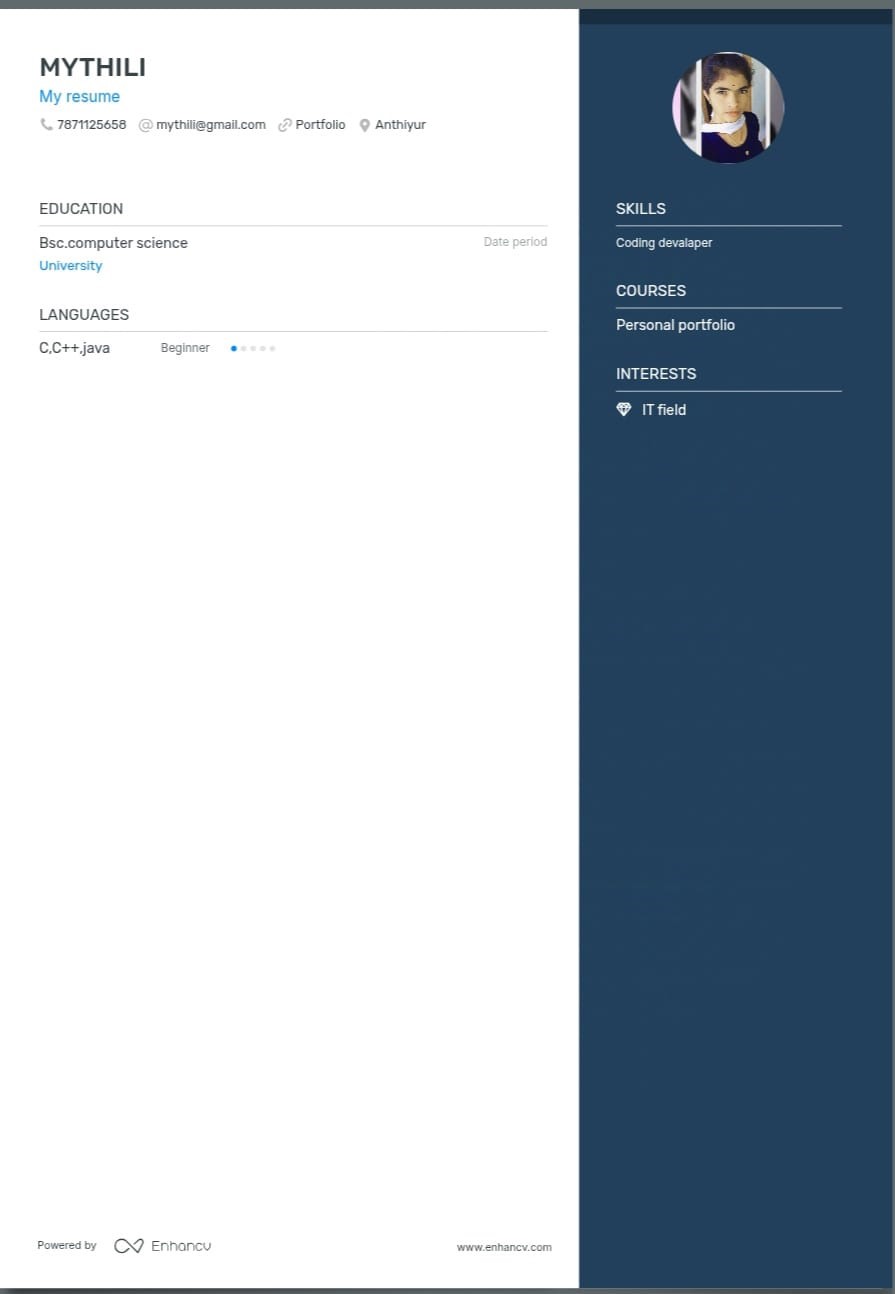 MYTHILI
My resume
7871125658 mythili@gmail.com Portfolio Anthiyur
EDUCATION
Bsc.computer science Date period
University
LANGUAGES
C,C++,java Beginner
SKILLS
Coding devalaper
COURSES
Personal portfolio
INTERESTS
IT field
Powered by Enhancv www.enhancv.com